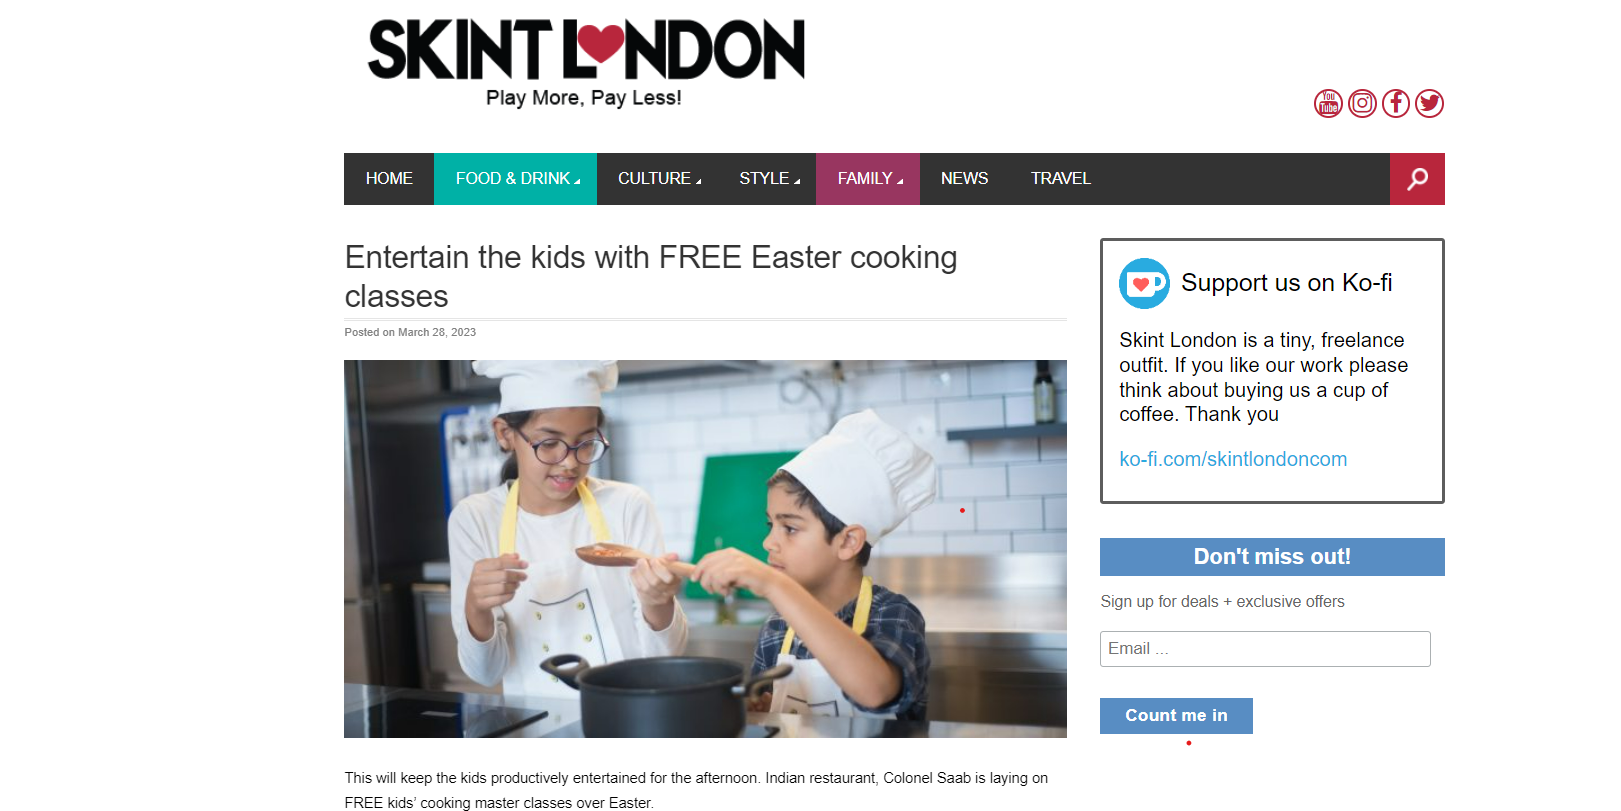 SKINT LONDON
Play More, Pay Less!
You
Tube
HOME FOOD & DRINK CULTURE STYLE FAMILY NEWS TRAVEL
Entertain the kids with FREE Easter cooking
classes
Posted on March 28, 2023
This will keep the kids productively entertained for the afternoon. Indian restaurant, Colonel Saab is laying on
FREE kids’ cooking master classes over Easter.
Support us on Ko-fi
Skint London is a tiny, freelance
outfit. If you like our work please
think about buying us a cup of
coffee. Thank you
ko-fi.com/skintlondoncom
Don't miss out!
Sign up for deals + exclusive offers
Email ...
Count me in